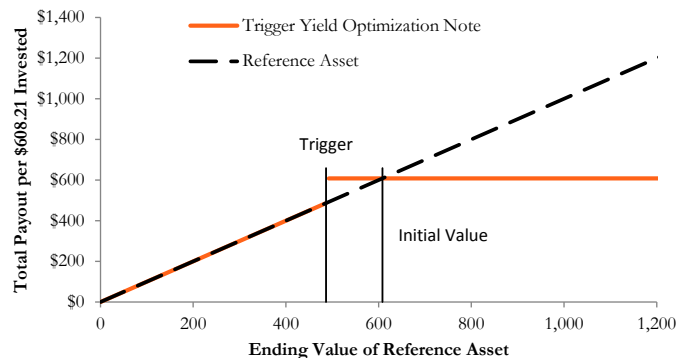 $1,400
$1,200
$1,000
$800
$600
$400
$200
$0
Total Payout per $608.21 Invested
Trigger Yield Optimization Note
Reference Asset
Trigger
Initial Value
0
200
400
600
800
1,000
1,200
Ending Value of Reference Asset